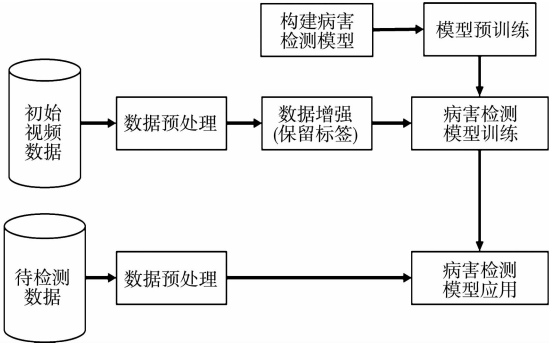 构建病害
检测模型
模型预训练
初始
视频
数据
数据预处理
数据增强
(保留标签)
病害检测
模型训练
待检测
数据
数据预处理
病害检测
模型应用